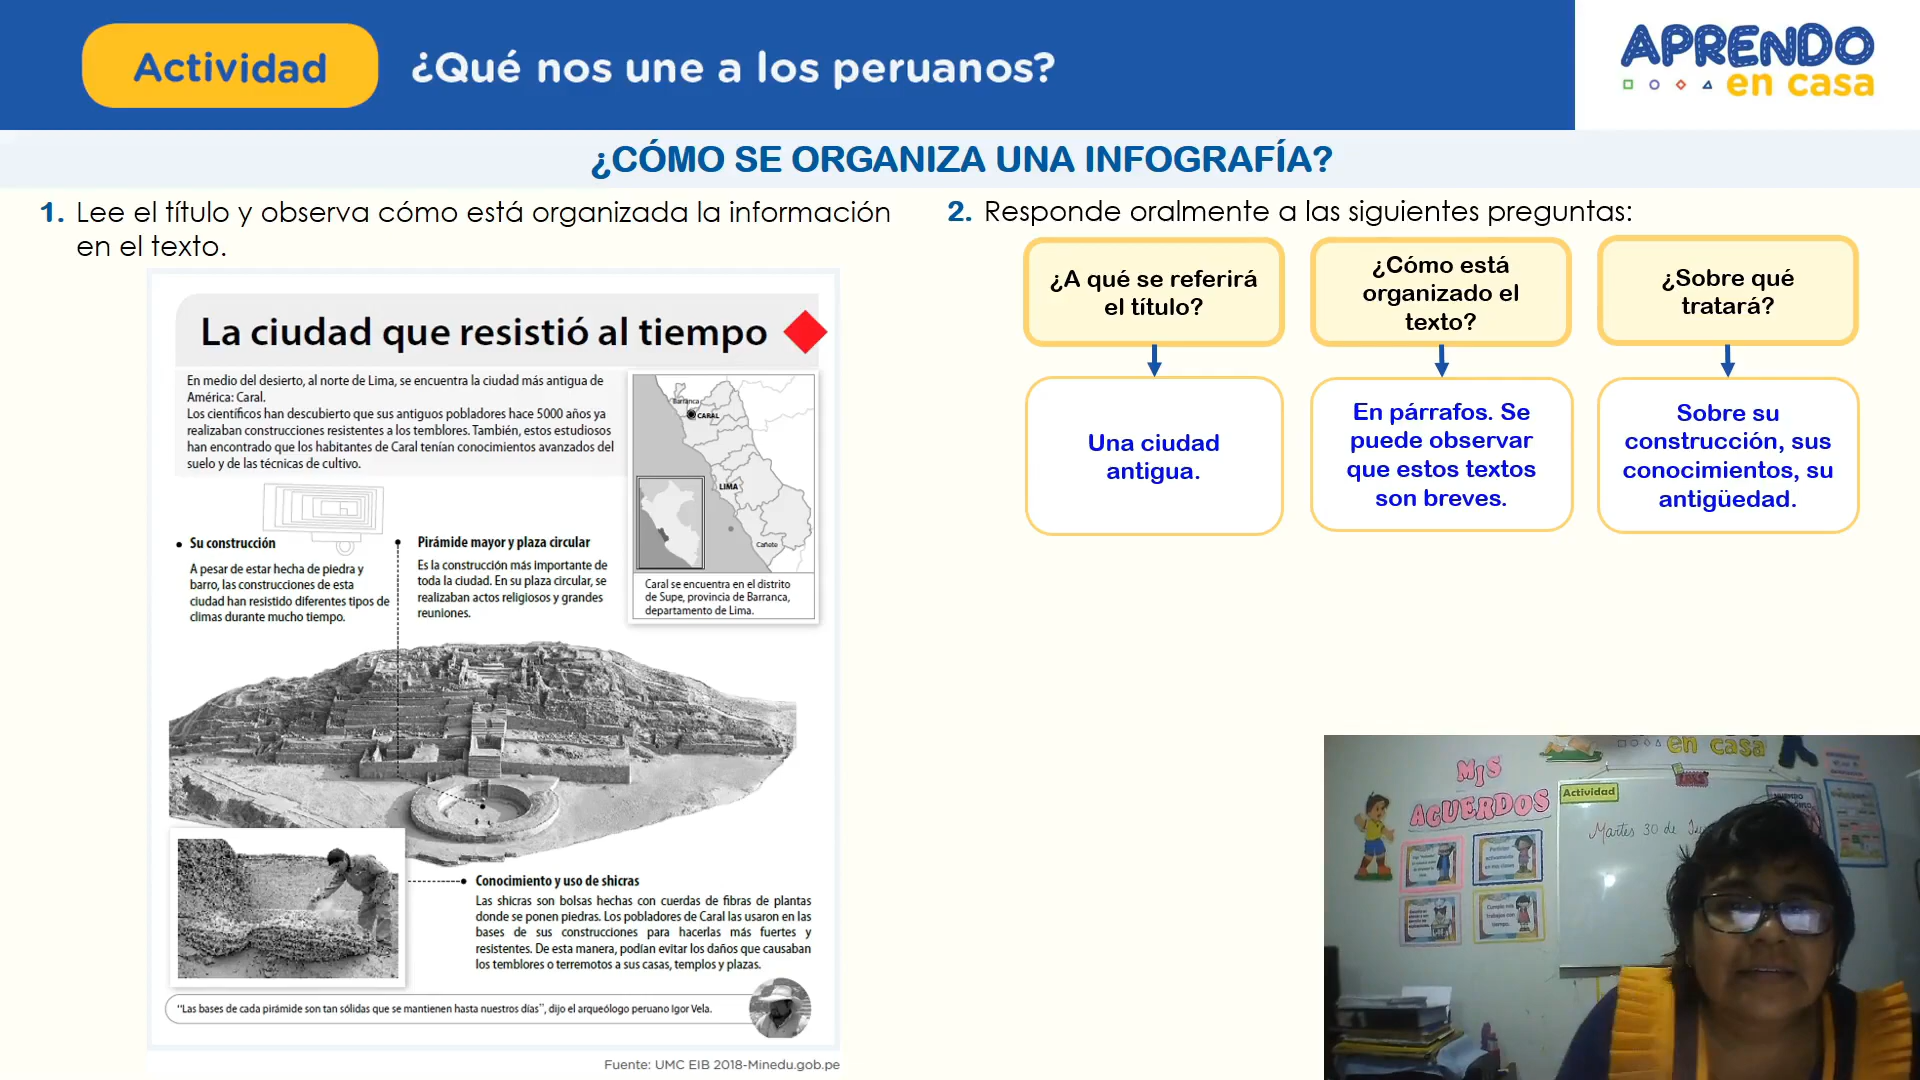 Actividad
¿Qué nos une a los peruanos?
APRENDO
en casa
¿CÓMO SE ORGANIZA UNA INFOGRAFÍA?
1. Lee el título y observa cómo está organizada la información
en el texto.
La ciudad que resistió al tiempo
En medio del desierto, al norte de Lima, se encuentra la ciudad más antigua de
América: Caral.
Los científicos han descubierto que sus antiguos pobladores hace 5000 años ya
realizaban construcciones resistentes a los temblores. También, estos estudiosos
han encontrado que los habitantes de Caral tenían conocimientos avanzados del
suelo y de las técnicas de cultivo.
Barranca
CARAL
LIMA
Cañete
Caral se encuentra en el distrito
de Supe, provincia de Barranca,
departamento de Lima.
• Su construcción
A pesar de estar hecha de piedra y
barro, las construcciones de esta
ciudad han resistido diferentes tipos de
climas durante mucho tiempo.
Pirámide mayor y plaza circular
Es la construcción más importante de
toda la ciudad. En su plaza circular, se
realizaban actos religiosos y grandes
reuniones.
Conocimiento y uso de shicras
Las shicras son bolsas hechas con cuerdas de fibras de plantas
donde se ponen piedras. Los pobladores de Caral las usaron en las
bases de sus construcciones para hacerlas más fuertes y
resistentes. De esta manera, podían evitar los daños que causaban
los temblores o terremotos a sus casas, templos y plazas.
"Las bases de cada pirámide son tan sólidas que se mantienen hasta nuestros días", dijo el arqueólogo peruano Igor Vela.
Fuente: UMC EIB 2018-Minedu.gob.pe
2. Responde oralmente a las siguientes preguntas:
¿A qué se referirá
el título?
Una ciudad
antigua.
¿Cómo está
organizado el
texto?
En párrafos. Se
puede observar
que estos textos
son breves.
¿Sobre qué
tratará?
Sobre su
construcción, sus
conocimientos, su
antigüedad.
en casa
MIS
ACUERDOS
Actividad
Martes 30 de